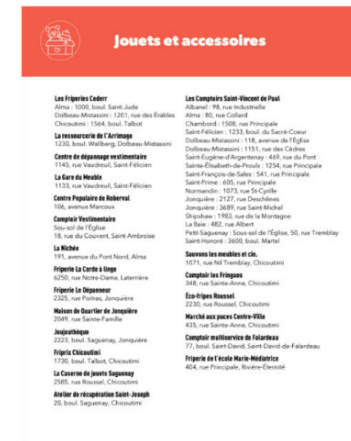 Jouets et accessoires
Les Friperies Coderr
Alma : 1000, boul. Saint-Jude
Dolbeau-Mistassini : 1201, rue des Érables
Chicoutimi : 1564, boul. Talbot
La ressourcerie de l'Arrimage
1230, boul. Wallberg, Dolbeau-Mistassini
Centre de dépannage vestimentaire
1145, rue Vaudreuil, Saint-Félicien
La Gare du Meuble
1133, rue Vaudreuil, Saint-Félicien
Centre Populaire de Roberval
106, avenue Marcoux
Comptoir Vestimentaire
Sou-sol de l'Église
18, rue du Couvent, Saint-Ambroise
La Nichée
191, avenue du Pont Nord, Alma
Friperie La Corde à linge
6250, rue Notre-Dame, Laterrière
Friperie Le Dépanneur
2325, rue Poitras, Jonquière
Maison de Quartier de Jonquière
2049, rue Sainte-Famille
Joujouthèque
2223, boul. Saguenay, Jonquière
Friprix Chicoutimi
1730, boul. Talbot, Chicoutimi
La Caserne de jouets Saguenay
2585, rue Roussel, Chicoutimi
Atelier de récupération Saint-Joseph
20, boul. Saguenay, Chicoutimi
Les Comptoirs Saint-Vincent de Paul
Albanel : 98, rue Industrielle
Alma : 80, rue Collard
Chambord : 1508, rue Principale
Saint-Félicien : 1233, boul. du Sacré-Coeur
Dolbeau-Mistassini : 118, avenue de l'Église
Dolbeau-Mistassini : 151, rue des Cèdres
Saint-Eugène-d'Argentenay : 469, rue du Pont
Sainte-Élisabeth-de-Proulx : 1254, rue Principale
Saint-François-de-Sales : 541, rue Principale
Saint-Prime : 605, rue Principale
Normandin : 1073, rue St-Cyrille
Jonquière : 2127, rue Deschênes
Jonquière : 3689, rue Saint-Michel
Shipshaw : 1983, rue de la Montagne
La Baie : 482, rue Albert
Petit Saguenay : Sous-sol de l'Église, 50, rue Tremblay
Saint-Honoré : 3600, boul. Martel
Sauvons les meubles et cie.
1071, rue Nil Tremblay, Chicoutimi
Comptoir les Fringues
348, rue Sainte-Anne, Chicoutimi
Éco-fripes Roussel
2230, rue Roussel, Chicoutimi
Marché aux puces Centre-Ville
435, rue Sainte-Anne, Chicoutimi
Comptoir multiservice de Falardeau
77, boul. Saint David, Saint-David-de-Falardeau
Friperie de l'école Marie-Médiatrice
404, rue Principale, Rivière-Éternité